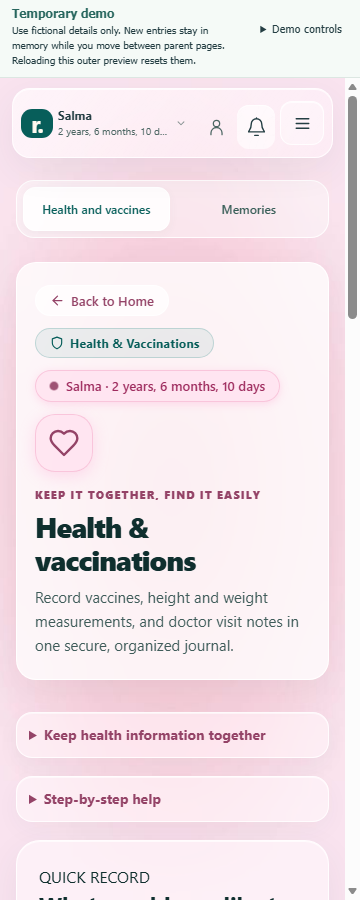 Temporary demo
Use fictional details only. New entries stay in
memory while you move between parent pages.
Reloading this outer preview resets them.
Demo controls
r.
Salma
2 years, 6 months, 10 d...
Health and vaccines
Memories
Back to Home
Health & Vaccinations
Salma · 2 years, 6 months, 10 days
KEEP IT TOGETHER, FIND IT EASILY
Health &
vaccinations
Record vaccines, height and weight
measurements, and doctor visit notes in
one secure, organized journal.
Keep health information together
Step-by-step help
QUICK RECORD